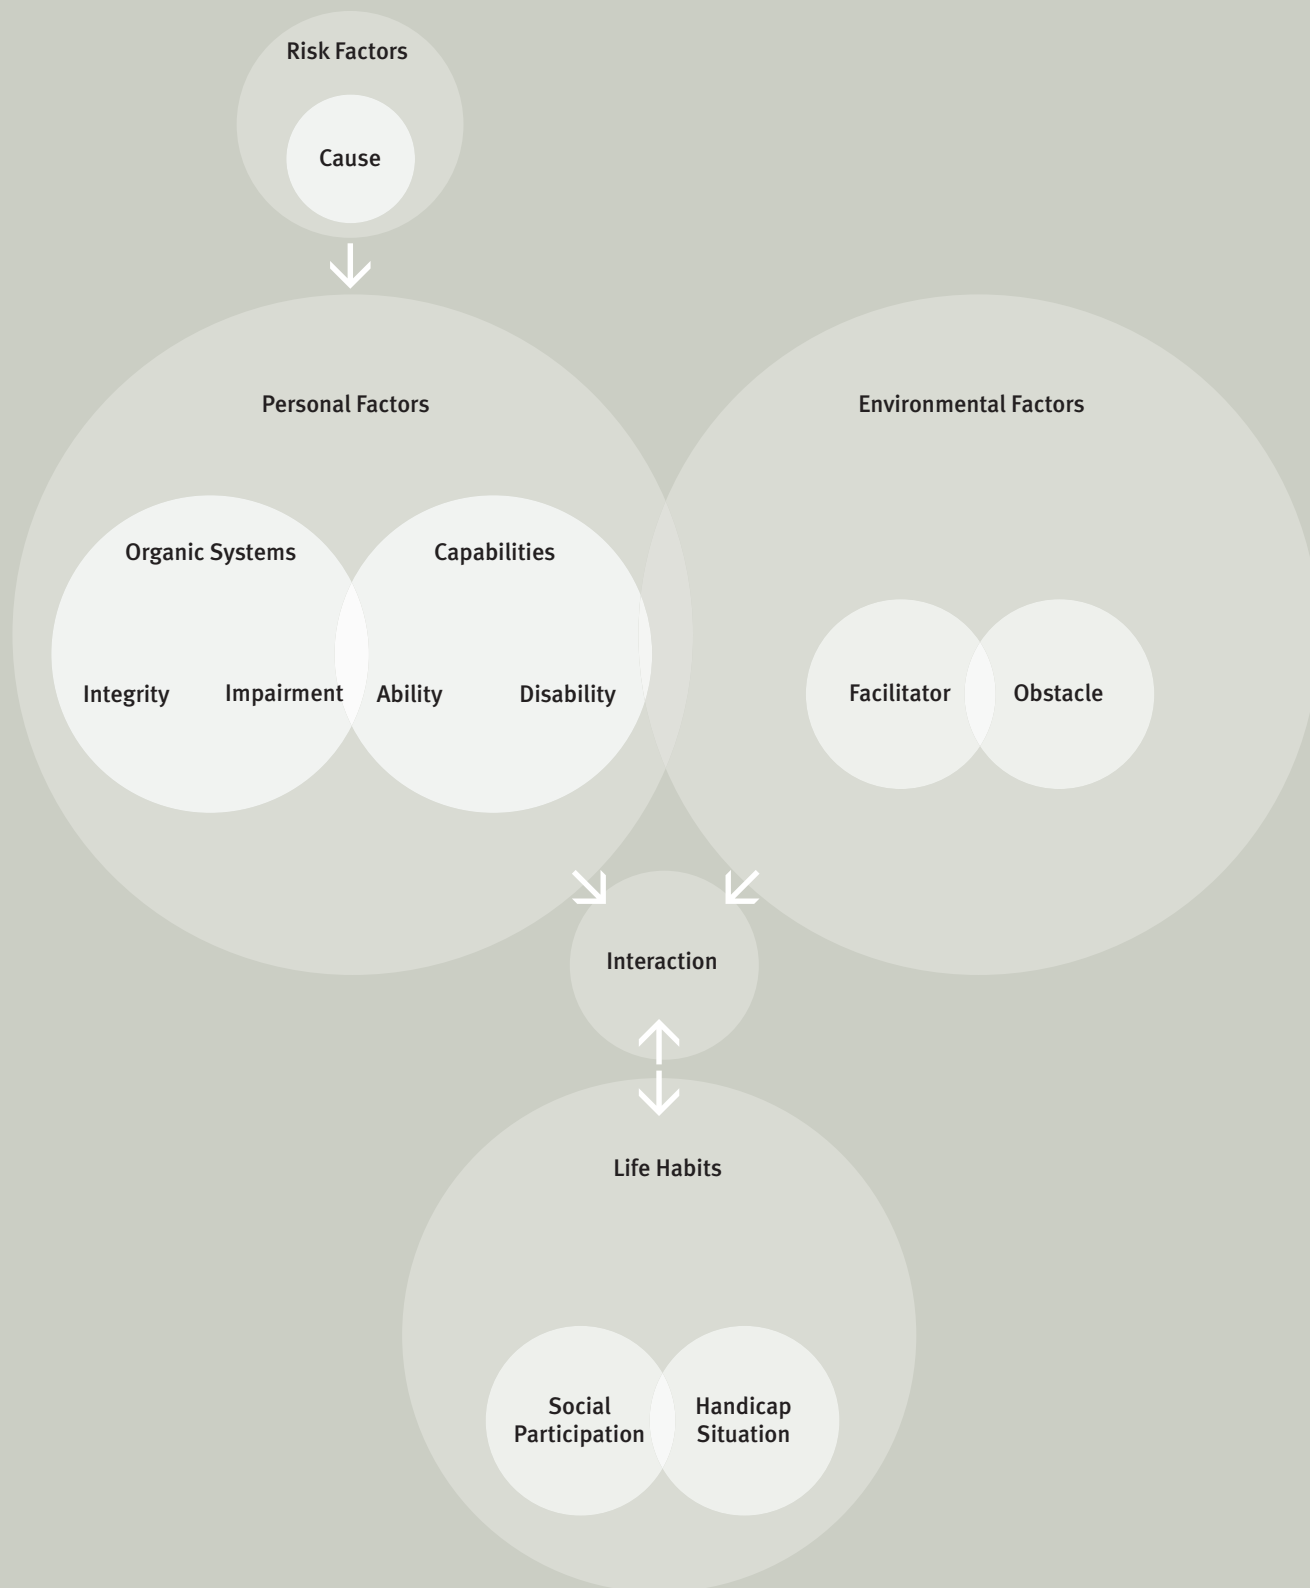 Risk Factors
Cause
Personal Factors
Environmental Factors
Organic Systems
Capabilities
Integrity
Impairment
Ability
Disability
Facilitator
Obstacle
Interaction
Life Habits
Social
Participation
Handicap
Situation